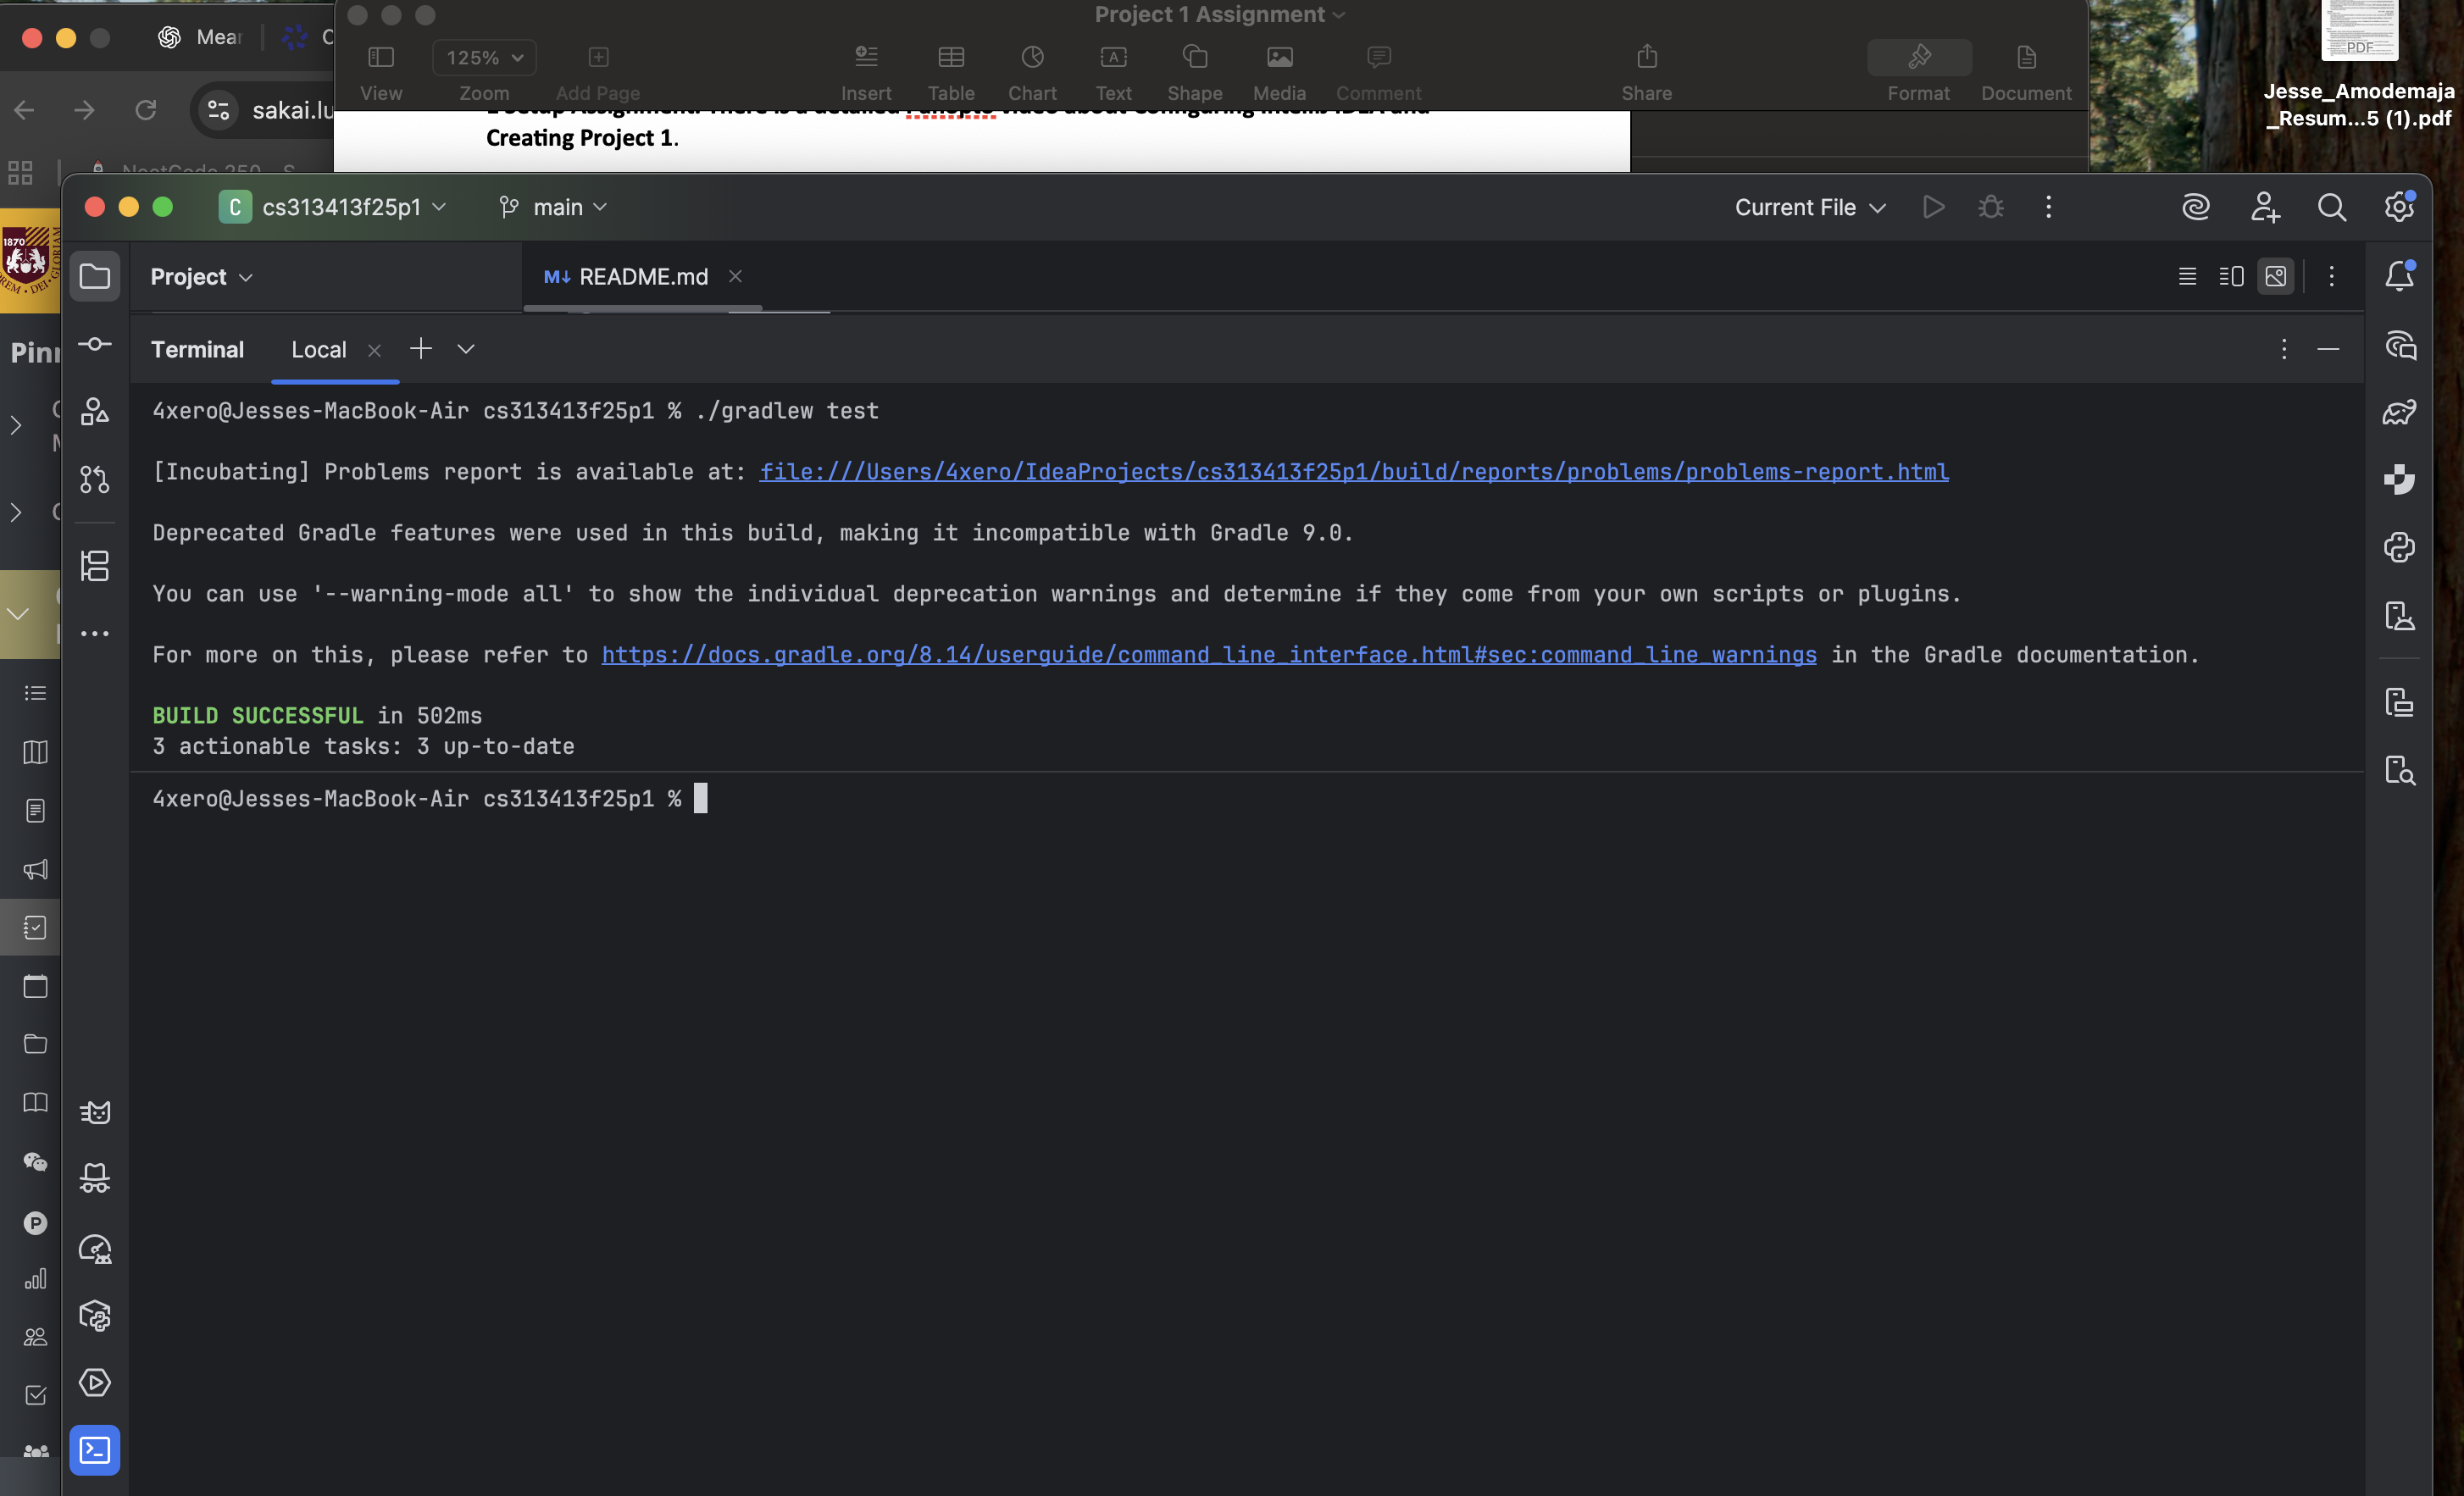 Project 1 Assignment
Mear
125%
View
Zoom
Add Page
Insert
Table
Chart
Text
Shape
Media
Comment
Share
Format
Document
PDF
Jesse_Amodemaja
_Resum...5 (1).pdf
sakai.lu
Creating Project 1.
1870
C
cs313413f25p1
main
Current File
Project
M↓ README.md
Pinn
Terminal
Local
4xero@Jesses-MacBook-Air cs313413f25p1 % ./gradlew test
[Incubating] Problems report is available at: file:///Users/4xero/IdeaProjects/cs313413f25p1/build/reports/problems/problems-report.html
Deprecated Gradle features were used in this build, making it incompatible with Gradle 9.0.
You can use '--warning-mode all' to show the individual deprecation warnings and determine if they come from your own scripts or plugins.
For more on this, please refer to https://docs.gradle.org/8.14/userguide/command_line_interface.html#sec:command_line_warnings in the Gradle documentation.
BUILD SUCCESSFUL in 502ms
3 actionable tasks: 3 up-to-date
4xero@Jesses-MacBook-Air cs313413f25p1 %